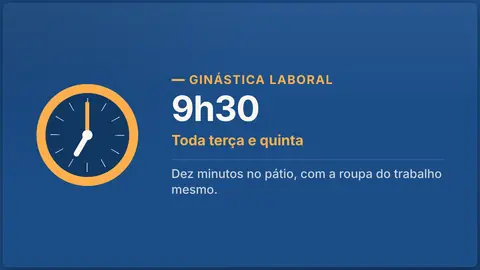 GINÁSTICA LABORAL
9h30
Toda terça e quinta
Dez minutos no pátio, com a roupa do trabalho
mesmo.